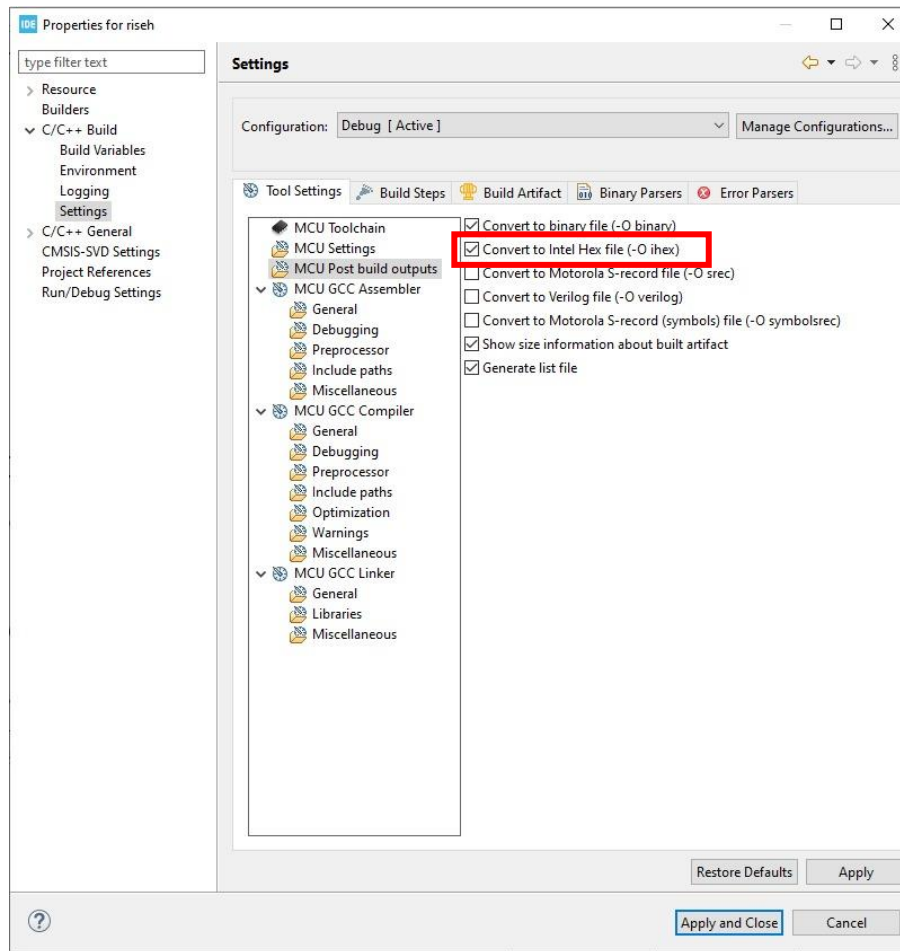 IDE Properties for riseh
type filter text
Resource
Builders
C/C++ Build
Build Variables
Environment
Logging
Settings
C/C++ General
CMSIS-SVD Settings
Project References
Run/Debug Settings
Settings
Configuration: Debug [ Active ]
Manage Configurations...
Tool Settings Build Steps Build Artifact 010 Binary Parsers Error Parsers
MCU Toolchain
MCU Settings
MCU Post build outputs
MCU GCC Assembler
General
Debugging
Preprocessor
Include paths
Miscellaneous
MCU GCC Compiler
General
Debugging
Preprocessor
Include paths
Optimization
Warnings
Miscellaneous
MCU GCC Linker
General
Libraries
Miscellaneous
Convert to binary file (-O binary)
Convert to Intel Hex file (-O ihex)
Convert to Motorola S-record file (-O srec)
Convert to Verilog file (-O verilog)
Convert to Motorola S-record (symbols) file (-O symbolsrec)
Show size information about built artifact
Generate list file
Restore Defaults Apply
? Apply and Close Cancel